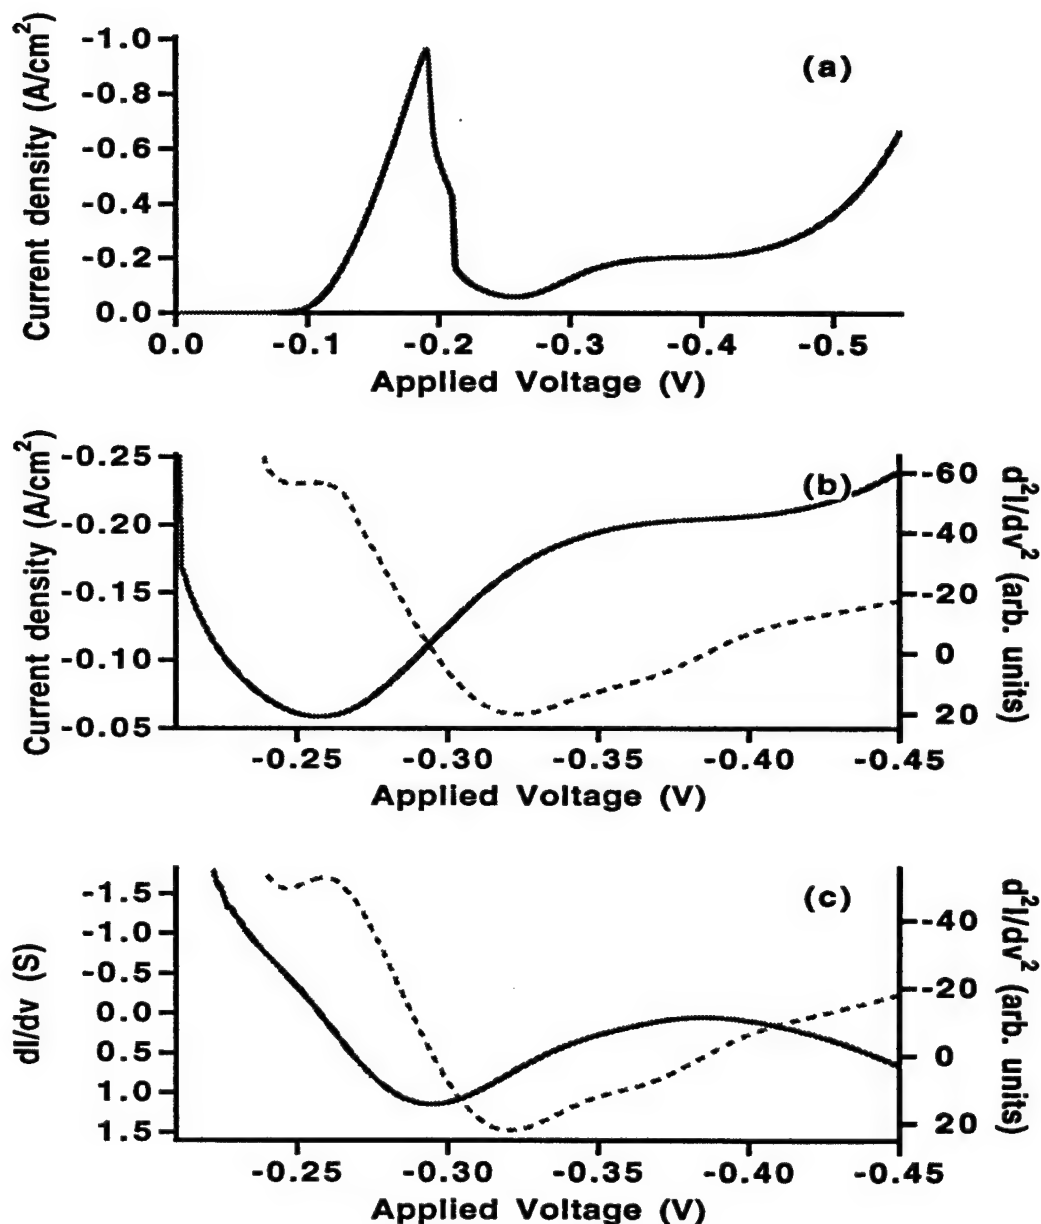 (a)
Current density (A/cm²)
-1.0
-0.8
-0.6
-0.4
-0.2
0.0
0.0 -0.1 -0.2 -0.3 -0.4 -0.5
Applied Voltage (V)
(b)
Current density (A/cm²)
-0.25
-0.20
-0.15
-0.10
-0.05
-60
-40
-20
0
20
d²I/dv² (arb. units)
-0.25 -0.30 -0.35 -0.40 -0.45
Applied Voltage (V)
(c)
dI/dv (S)
-1.5
-1.0
-0.5
0.0
0.5
1.0
1.5
-40
-20
0
20
d²I/dv² (arb. units)
-0.25 -0.30 -0.35 -0.40 -0.45
Applied Voltage (V)